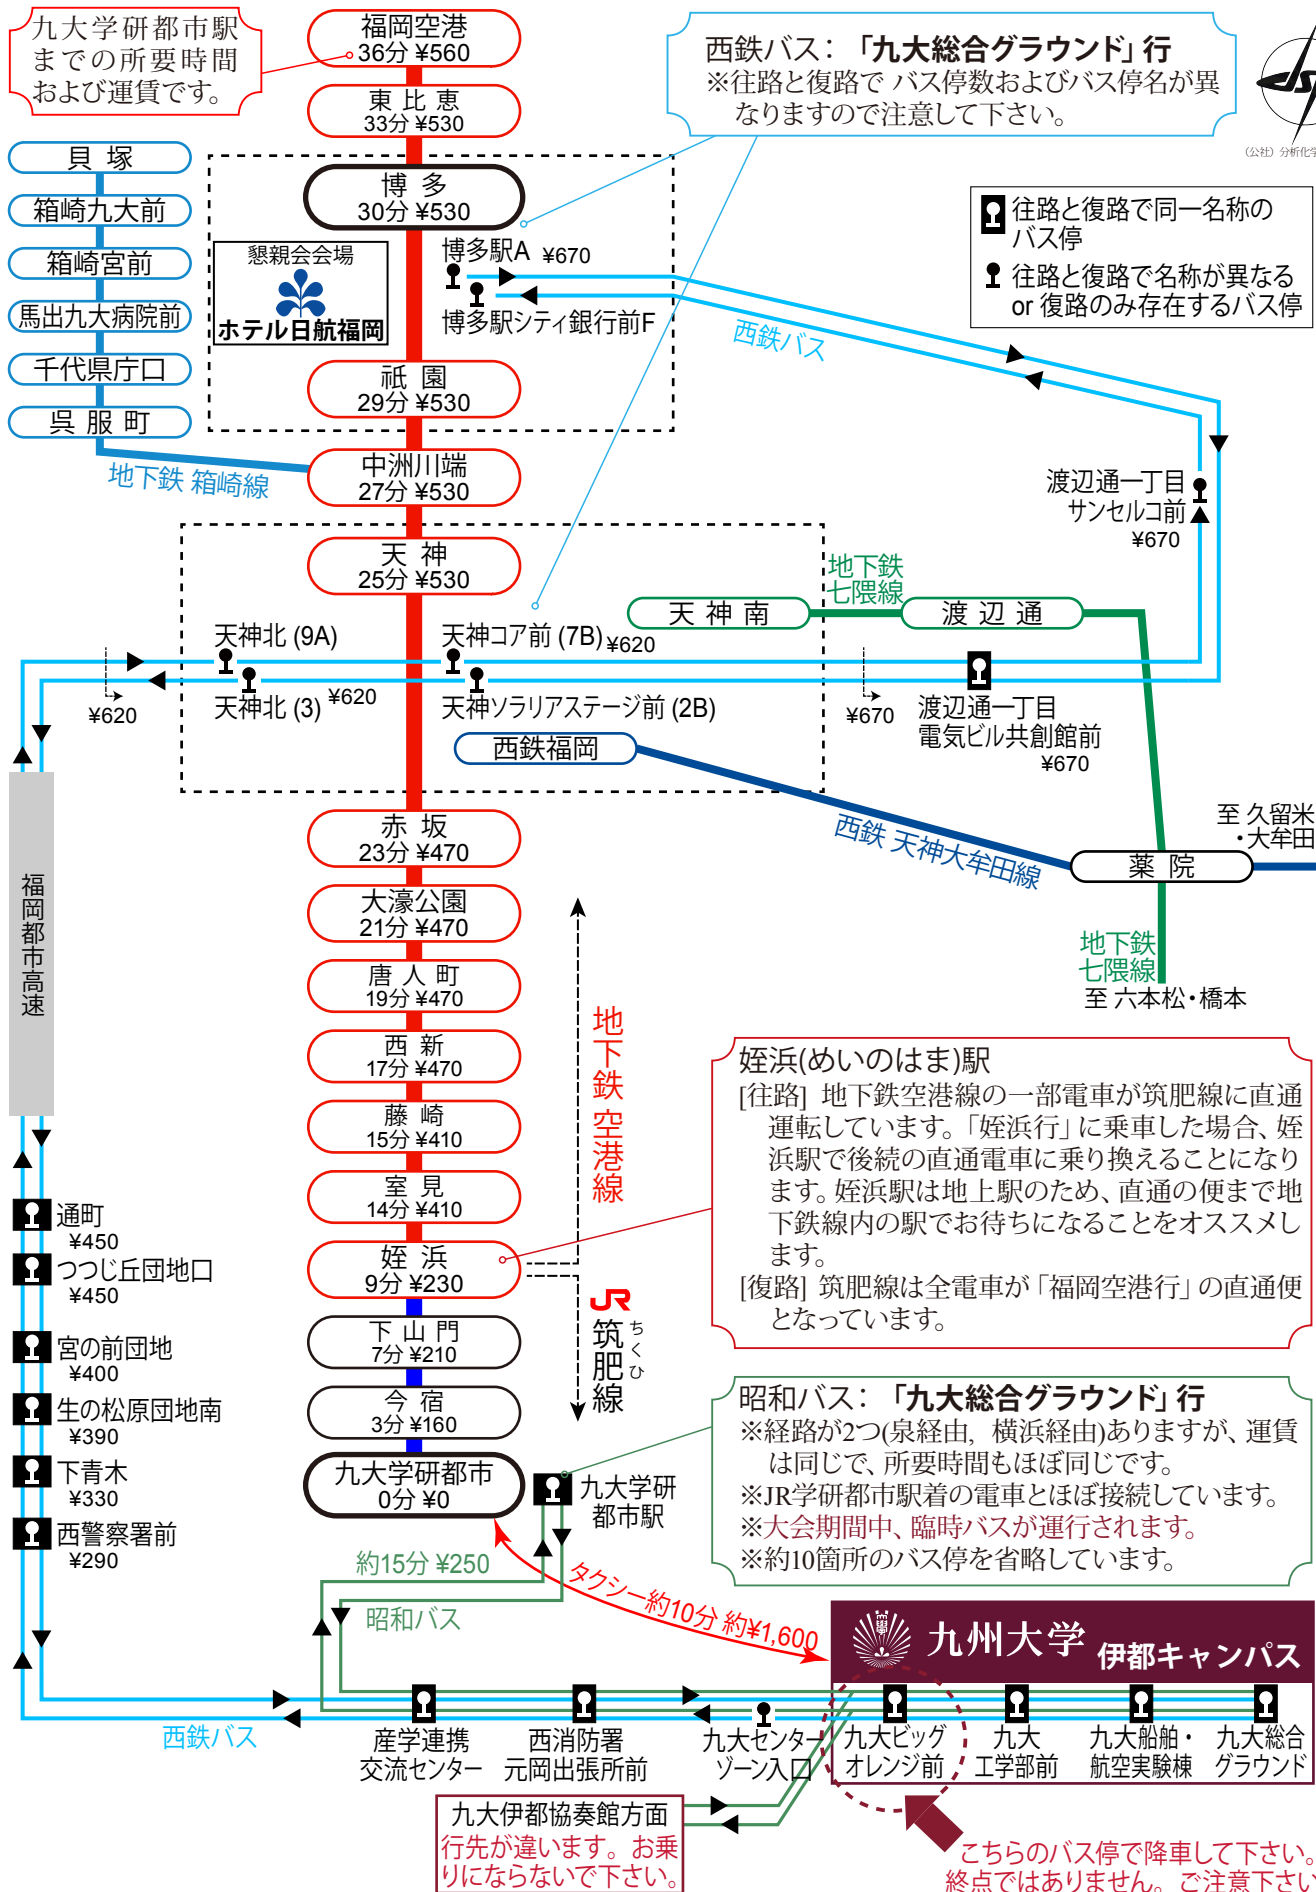 九大学研都市駅
までの所要時間
および運賃です。
福岡空港
36分 ¥560
東比恵
33分 ¥530
博多
30分 ¥530
西鉄バス：「九大総合グラウンド」行
※往路と復路で バス停数およびバス停名が異
なりますので注意して下さい。
往路と復路で同一名称の
バス停
往路と復路で名称が異なる
or 復路のみ存在するバス停
貝塚
箱崎九大前
箱崎宮前
馬出九大病院前
千代県庁口
呉服町
地下鉄 箱崎線
懇親会会場
ホテル日航福岡
博多駅A ¥670
博多駅シティ銀行前F
西鉄バス
祇園
29分 ¥530
中洲川端
27分 ¥530
天神
25分 ¥530
渡辺通一丁目
サンセルコ前
¥670
地下鉄
七隈線
天神南
渡辺通
天神北 (9A)
天神コア前 (7B) ¥620
¥620
天神北 (3) ¥620
天神ソラリアステージ前 (2B)
¥670
渡辺通一丁目
電気ビル共創館前
¥670
西鉄福岡
西鉄 天神大牟田線
至 久留米
・大牟田
薬院
地下鉄
七隈線
至 六本松・橋本
福岡都市高速
赤坂
23分 ¥470
大濠公園
21分 ¥470
唐人町
19分 ¥470
西新
17分 ¥470
藤崎
15分 ¥410
室見
14分 ¥410
姪浜
9分 ¥230
下山門
7分 ¥210
今宿
3分 ¥160
九大学研都市
0分 ¥0
地下鉄 空港線
JR
筑肥線
ちくひ
姪浜(めいのはま)駅
[往路] 地下鉄空港線の一部電車が筑肥線に直通
運転しています。「姪浜行」に乗車した場合、姪
浜駅で後続の直通電車に乗り換えることになり
ます。姪浜駅は地上駅のため、直通の便まで地
下鉄線内の駅でお待ちになることをオススメし
ます。
[復路] 筑肥線は全電車が「福岡空港行」の直通便
となっています。
通町
¥450
つつじ丘団地口
¥450
宮の前団地
¥400
生の松原団地南
¥390
下青木
¥330
西警察署前
¥290
昭和バス：「九大総合グラウンド」行
※経路が2つ(泉経由，横浜経由)ありますが、運賃
は同じで、所要時間もほぼ同じです。
※JR学研都市駅着の電車とほぼ接続しています。
※大会期間中、臨時バスが運行されます。
※約10箇所のバス停を省略しています。
九大学研
都市駅
約15分 ¥250
昭和バス
タクシー約10分 約¥1,600
九州大学 伊都キャンパス
西鉄バス
産学連携
交流センター
西消防署
元岡出張所前
九大センター
ゾーン入口
九大ビッグ
オレンジ前
九大
工学部前
九大船舶・
航空実験棟
九大総合
グラウンド
九大伊都協奏館方面
行先が違います。お乗
りにならないで下さい。
こちらのバス停で降車して下さい。
終点ではありません。ご注意下さい